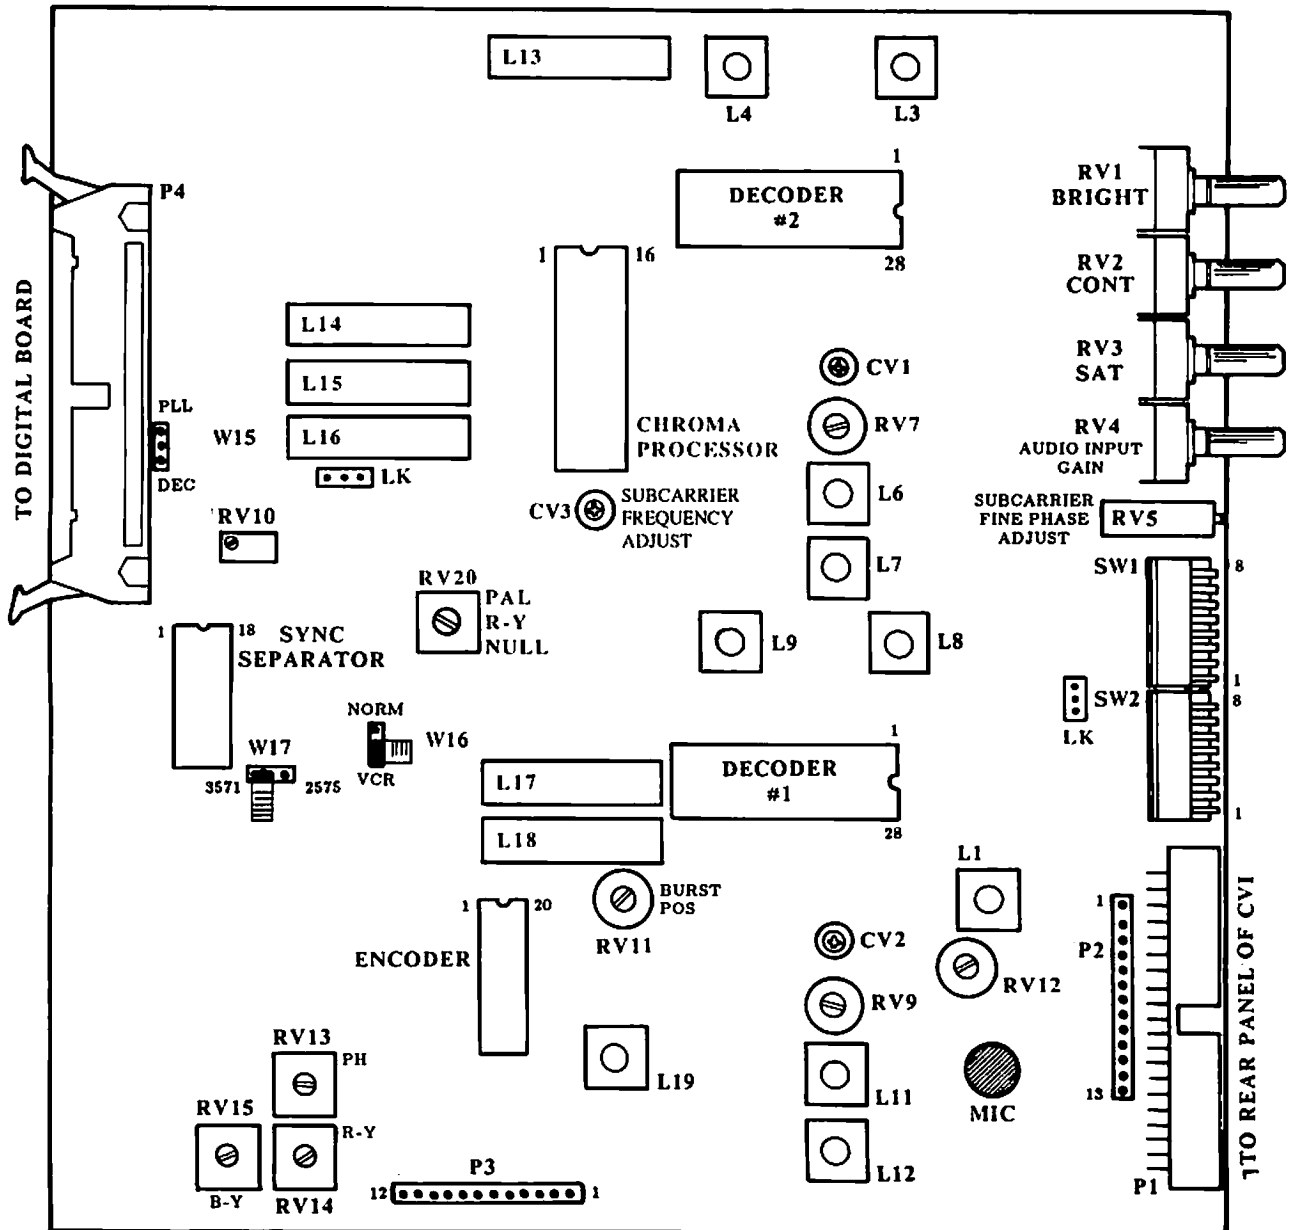 L13
L4
L3
P4
1
DECODER
#2
28
RV1
BRIGHT
RV2
CONT
RV3
SAT
RV4
AUDIO INPUT
GAIN
TO DIGITAL BOARD
1
16
L14
L15
L16
LK
PLL
W15
DEC
CHROMA
PROCESSOR
CV1
RV7
L6
L7
CV3
SUBCARRIER
FREQUENCY
ADJUST
SUBCARRIER
FINE PHASE
ADJUST
RV5
RV10
RV20
PAL
R-Y
NULL
SW1
8
1
1
18
SYNC
SEPARATOR
L9
L8
SW2
8
1
LK
NORM
W16
VCR
W17
3571
2575
L17
L18
1
DECODER
#1
28
L1
BURST
POS
RV11
1
20
ENCODER
CV2
RV9
RV12
1
P2
13
TO REAR PANEL OF CVI
L19
L11
L12
MIC
RV13
PH
RV15
B-Y
R-Y
RV14
P3
12
1
P1